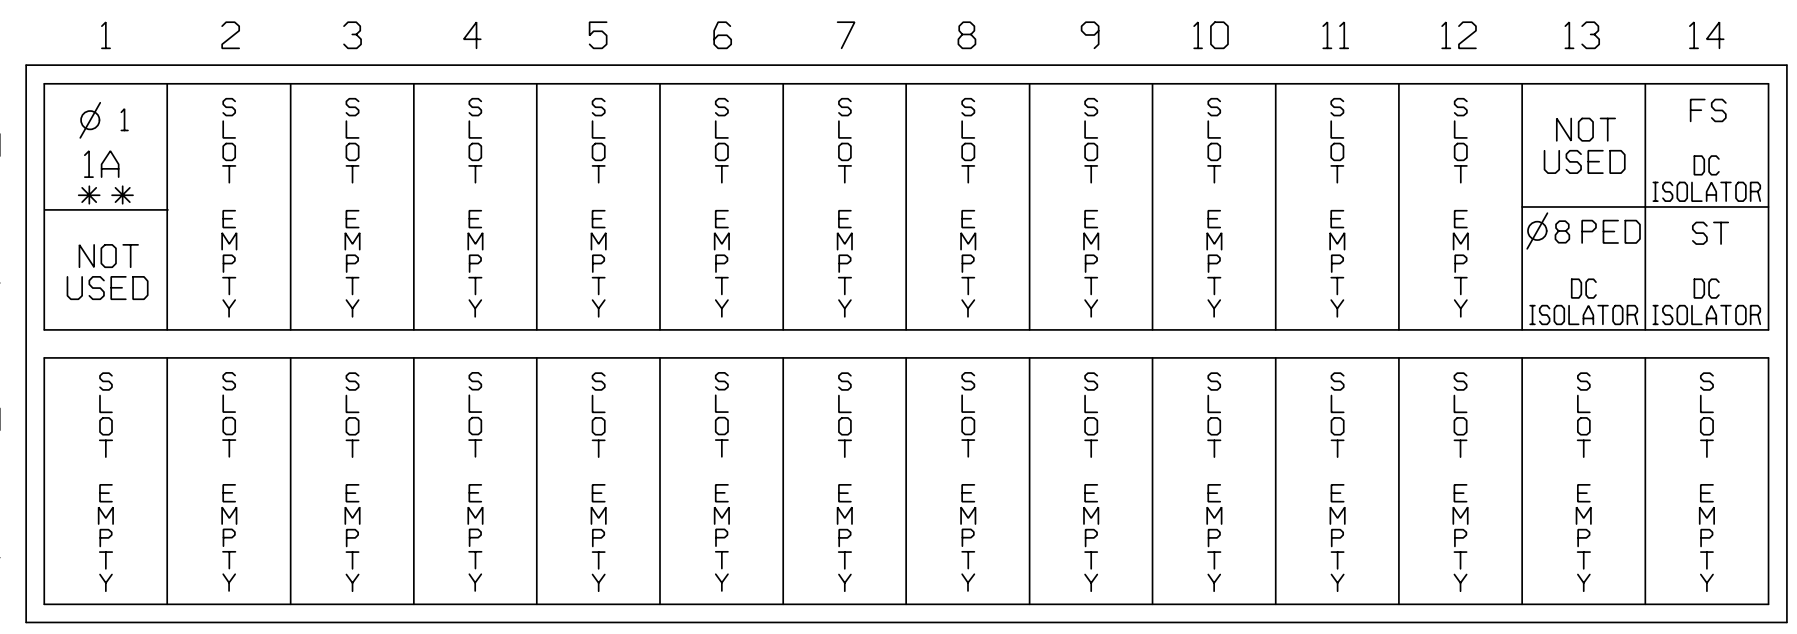 1 2 3 4 5 6 7 8 9 10 11 12 13 14
Ø 1
1A
* *
NOT
USED
SLOT EMPTY
SLOT EMPTY
SLOT EMPTY
SLOT EMPTY
SLOT EMPTY
SLOT EMPTY
SLOT EMPTY
SLOT EMPTY
SLOT EMPTY
SLOT EMPTY
SLOT EMPTY
NOT
USED
Ø8 PED
DC
ISOLATOR
FS
DC
ISOLATOR
ST
DC
ISOLATOR
SLOT EMPTY
SLOT EMPTY
SLOT EMPTY
SLOT EMPTY
SLOT EMPTY
SLOT EMPTY
SLOT EMPTY
SLOT EMPTY
SLOT EMPTY
SLOT EMPTY
SLOT EMPTY
SLOT EMPTY
SLOT EMPTY
SLOT EMPTY